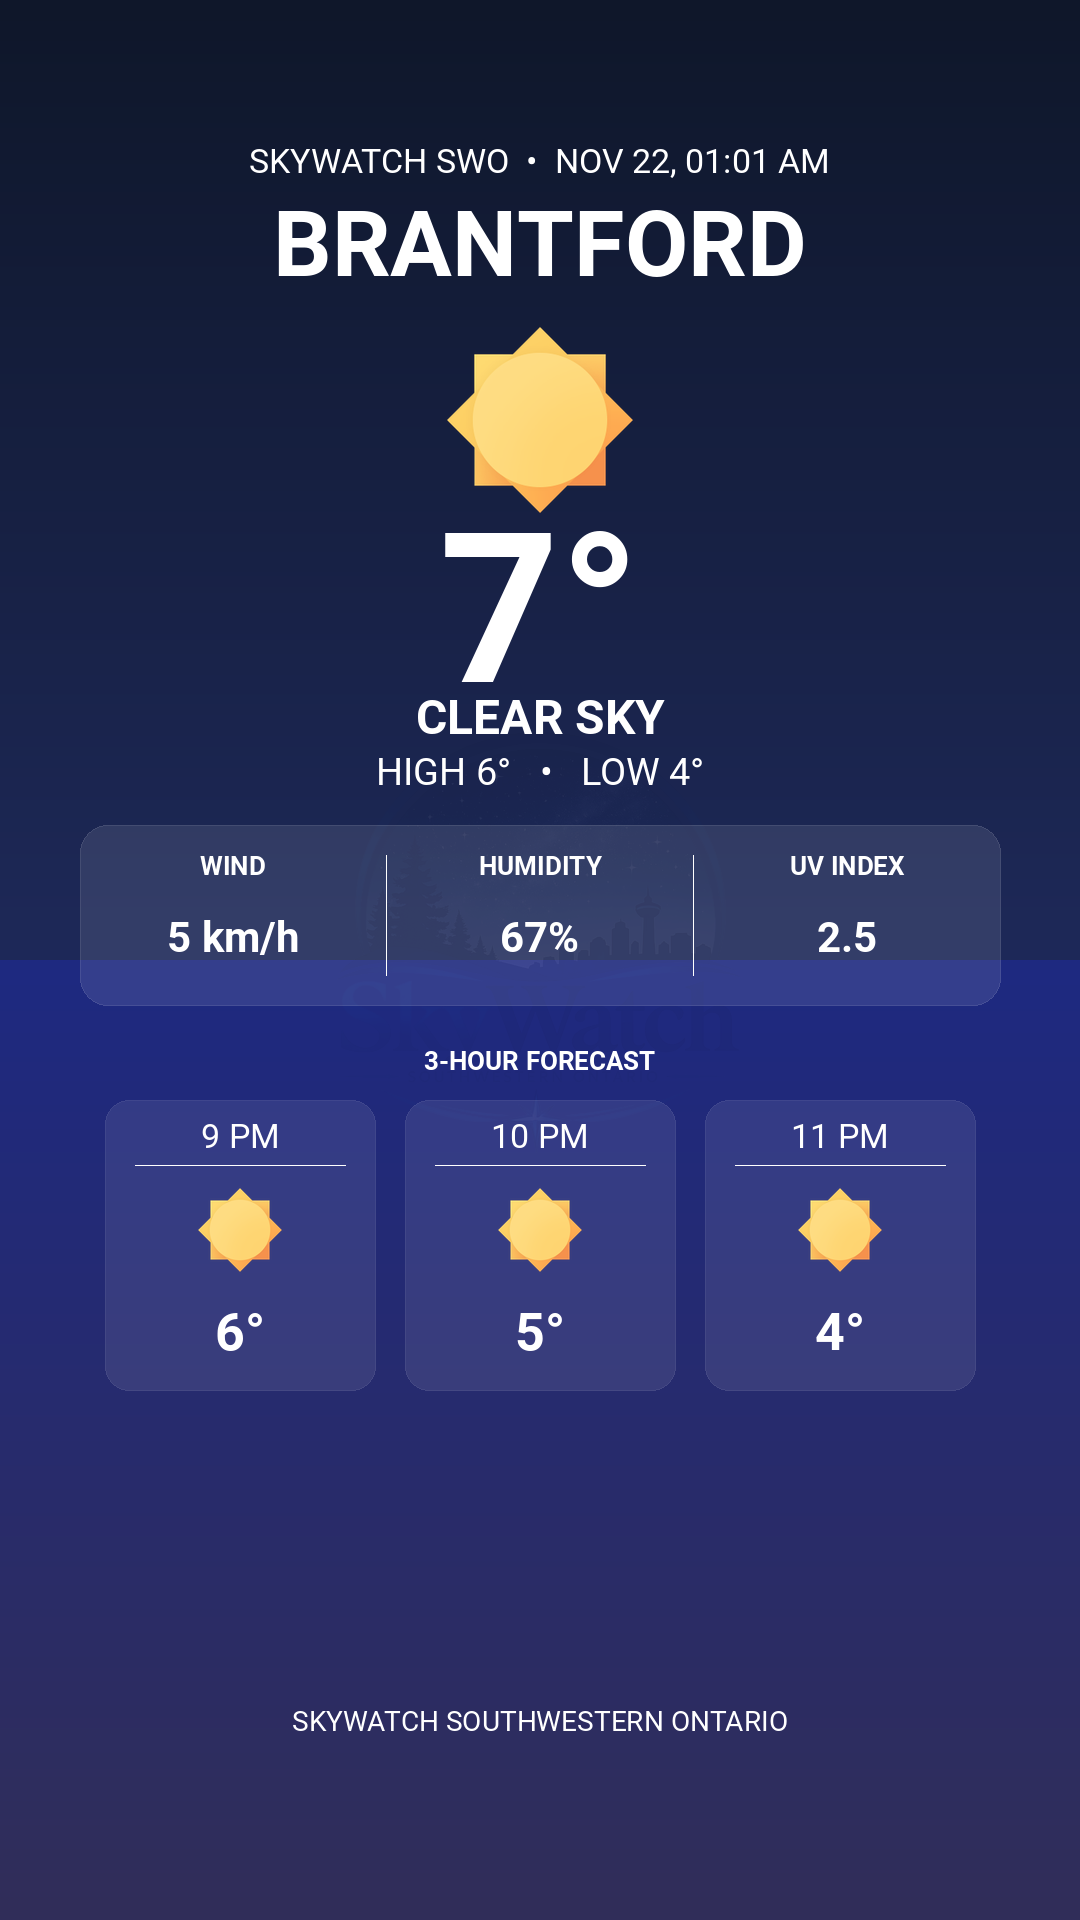 SKYWATCH SWO • NOV 22, 01:01 AM
BRANTFORD
7°
CLEAR SKY
HIGH 6° • LOW 4°
WIND HUMIDITY UV INDEX
5 km/h 67% 2.5
SkyWatch
3-HOUR FORECAST
9 PM 10 PM 11 PM
6° 5° 4°
SKYWATCH SOUTHWESTERN ONTARIO